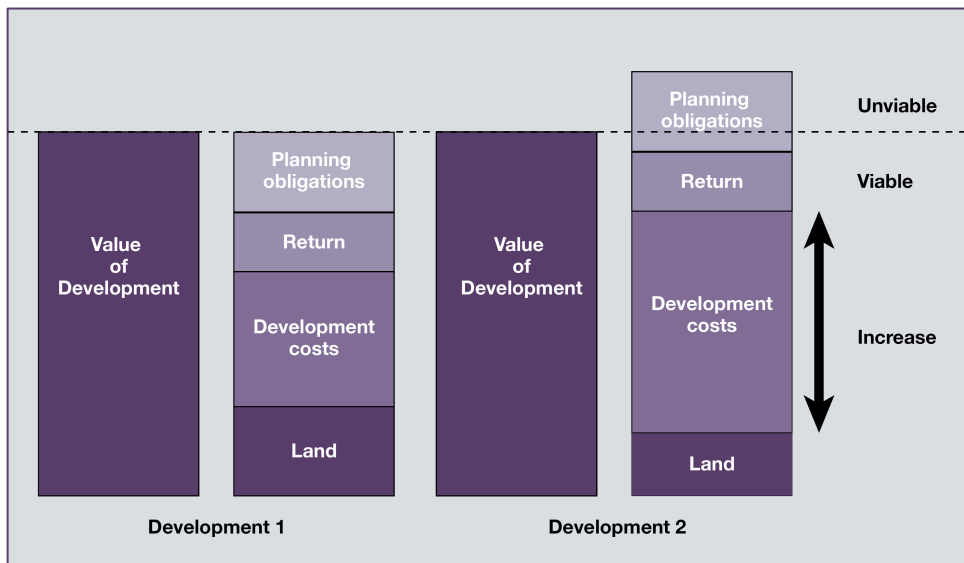 Value
of
Development
Planning
obligations
Return
Development
costs
Land
Development 1
Value
of
Development
Planning
obligations
Return
Development
costs
Land
Development 2
Unviable
Viable
Increase